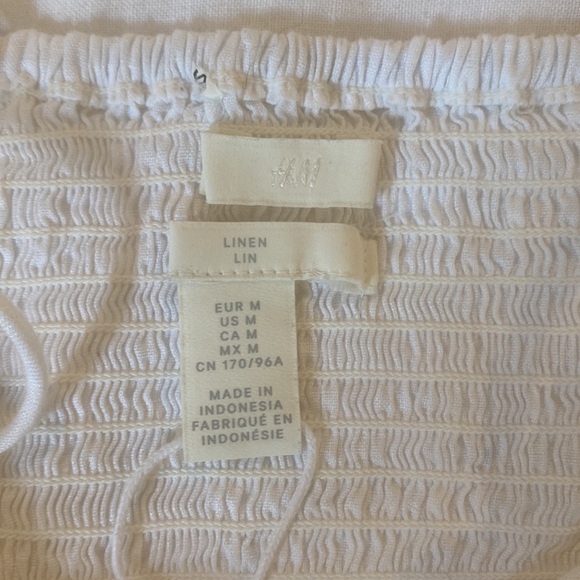 H&M
LINEN
LIN
EUR M
US M
CA M
MX M
CN 170/96A
MADE IN
INDONESIA
FABRIQUÉ EN
INDONÉSIE